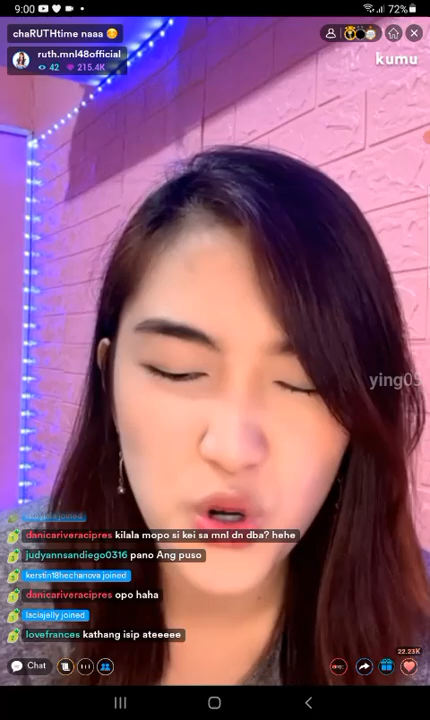 9:00
72%
chaRUTHtime naaa
ruth.mnl48official
42 215.4K
kumu
ying05
joined
danicariveracipres kilala mopo si kei sa mnl dn dba? hehe
judyannsandiego0316 pano Ang puso
kerstin18hechanova joined
danicariveracipres opo haha
laciajelly joined
lovefrances kathang isip ateeeee
22.23K
Chat